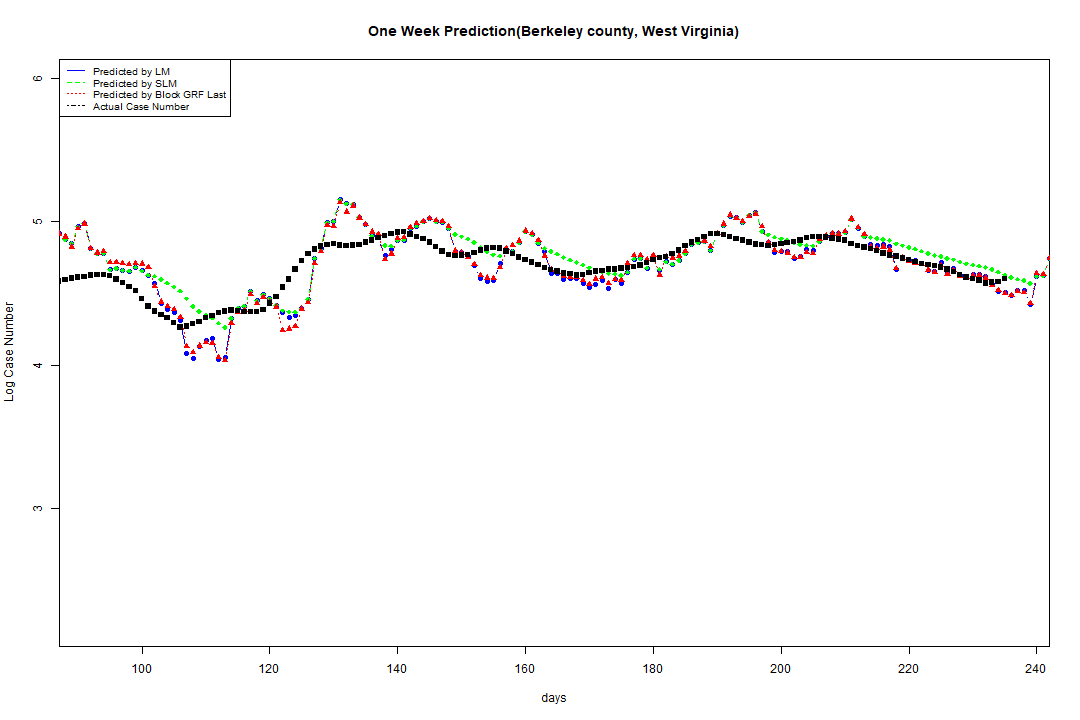 One Week Prediction(Berkeley county, West Virginia)
Predicted by LM
Predicted by SLM
Predicted by Block GRF Last
Actual Case Number
6
5
4
3
Log Case Number
100 120 140 160 180 200 220 240
days